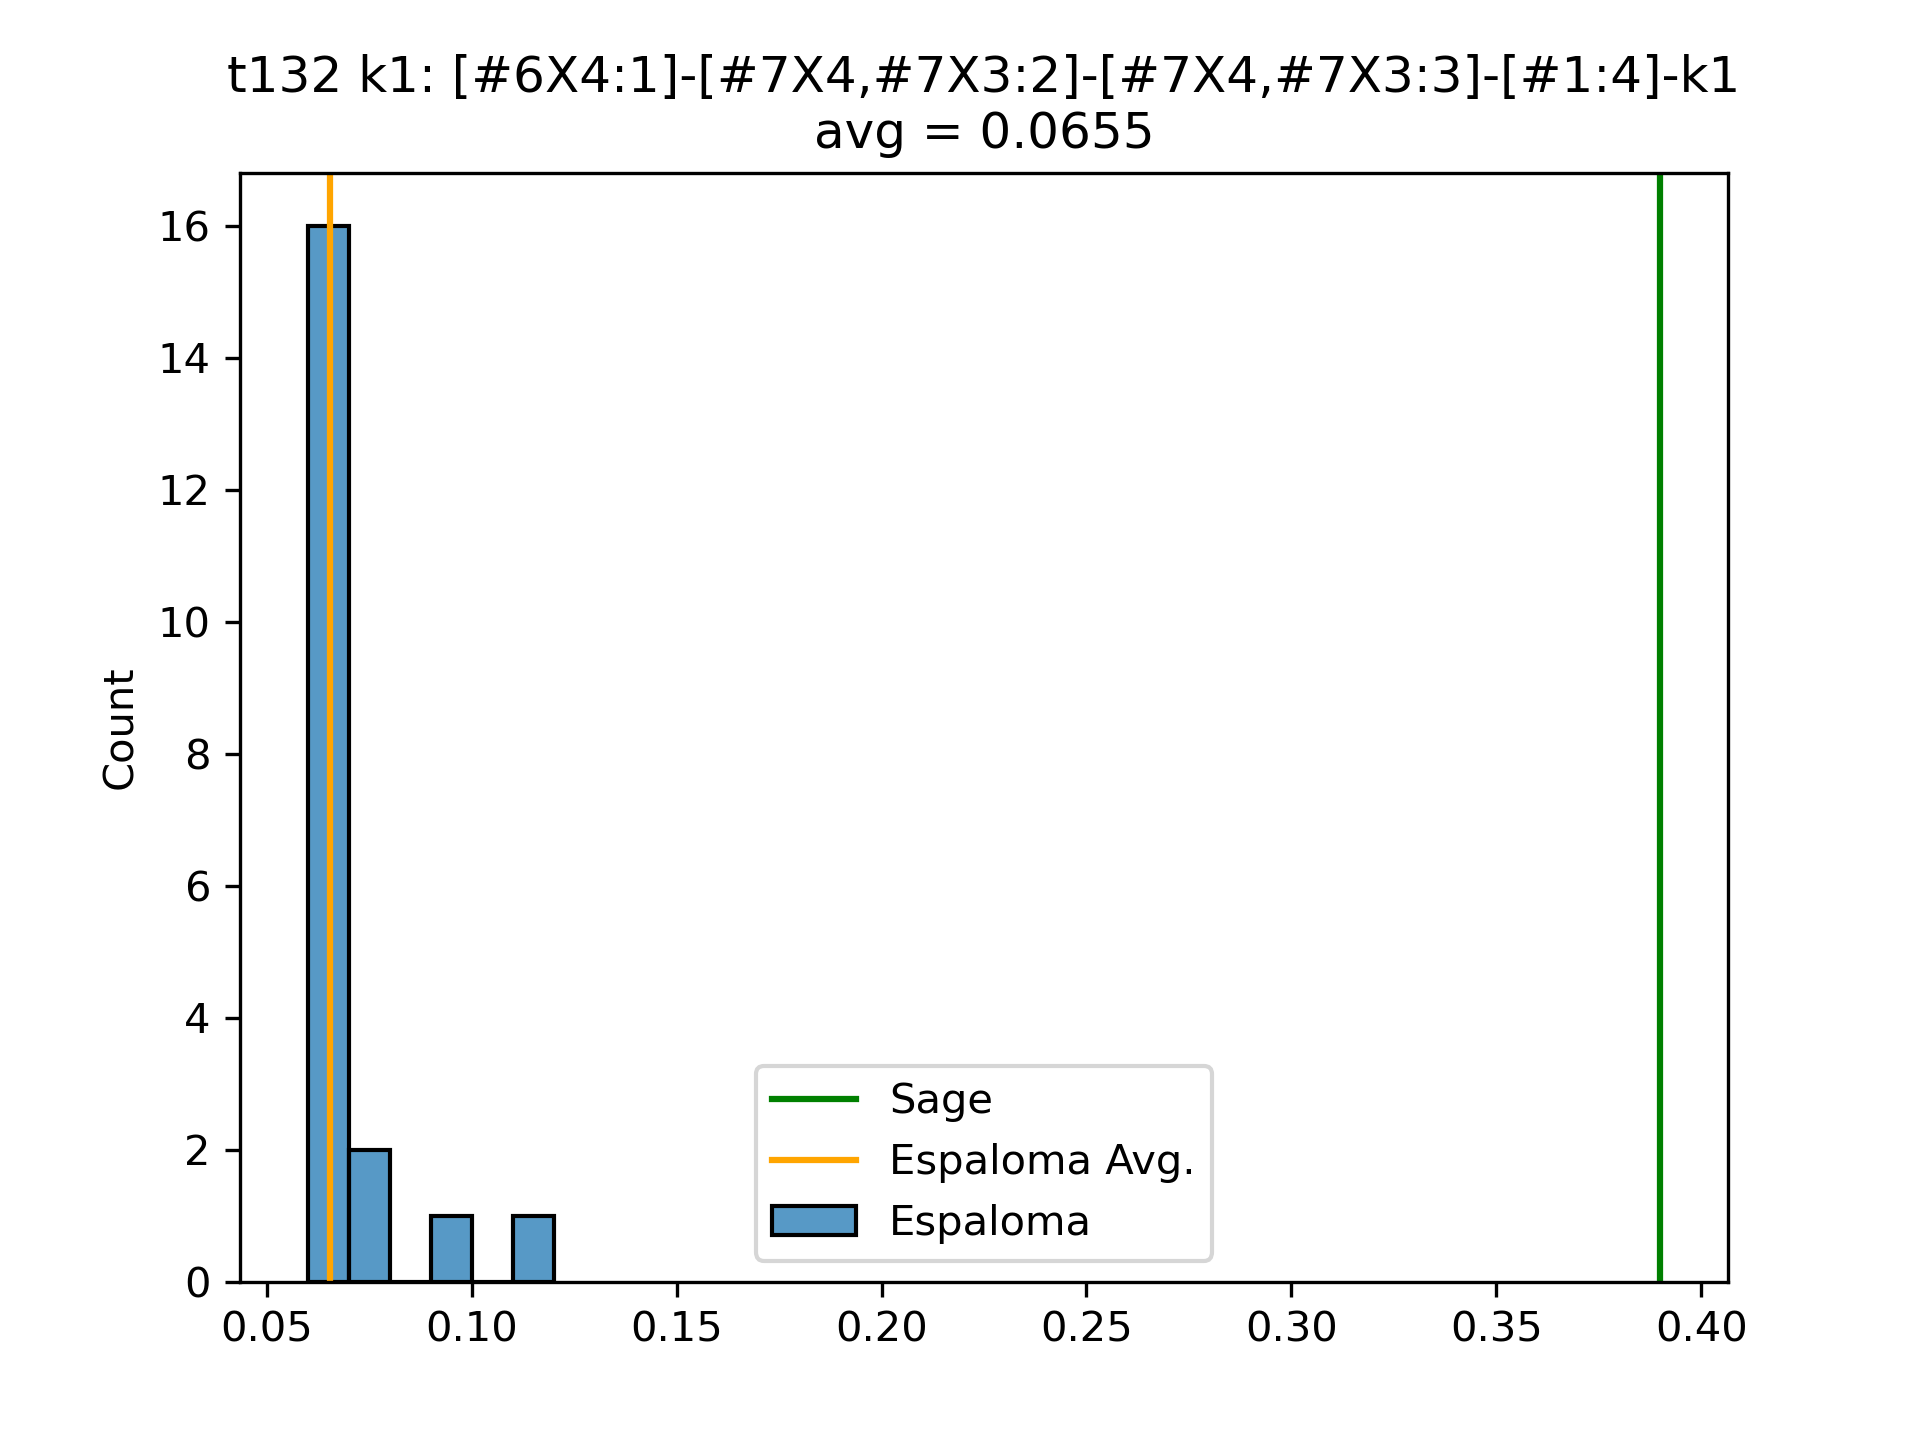 t132 k1: [#6X4:1]-[#7X4,#7X3:2]-[#7X4,#7X3:3]-[#1:4]-k1
avg = 0.0655
16
14
12
10
8
6
4
2
0
Count
Sage
Espaloma Avg.
Espaloma
0.05 0.10 0.15 0.20 0.25 0.30 0.35 0.40